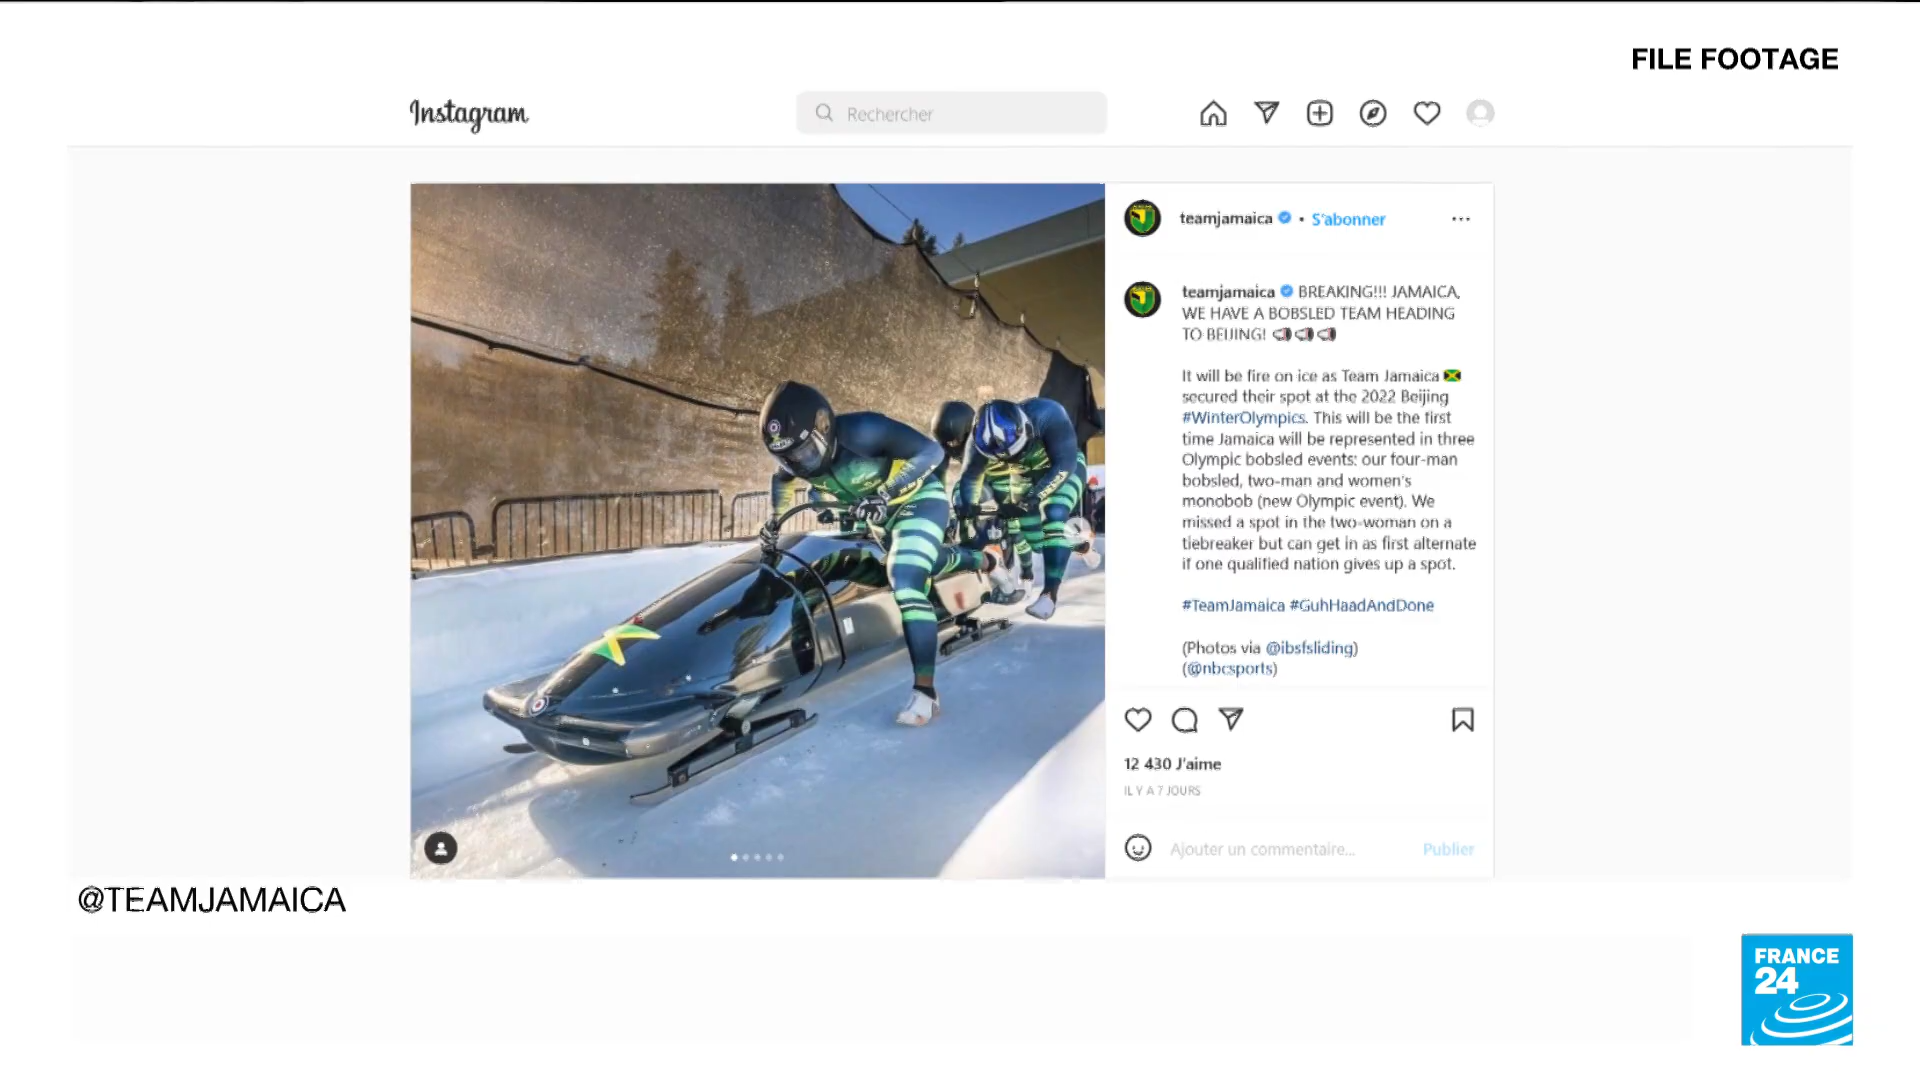 FILE FOOTAGE
Instagram
Rechercher
teamjamaica • S'abonner
teamjamaica BREAKING!!! JAMAICA,
WE HAVE A BOBSLED TEAM HEADING
TO BEIJING!
It will be fire on ice as Team Jamaica
secured their spot at the 2022 Beijing
#WinterOlympics. This will be the first
time Jamaica will be represented in three
Olympic bobsled events: our four-man
bobsled, two-man and women's
monobob (new Olympic event). We
missed a spot in the two-woman on a
tiebreaker but can get in as first alternate
if one qualified nation gives up a spot.
#TeamJamaica #GuhHaadAndDone
(Photos via @ibsfsliding)
(@nbcsports)
12 430 J'aime
IL Y A 7 JOURS
Ajouter un commentaire... Publier
@TEAMJAMAICA
FRANCE
24